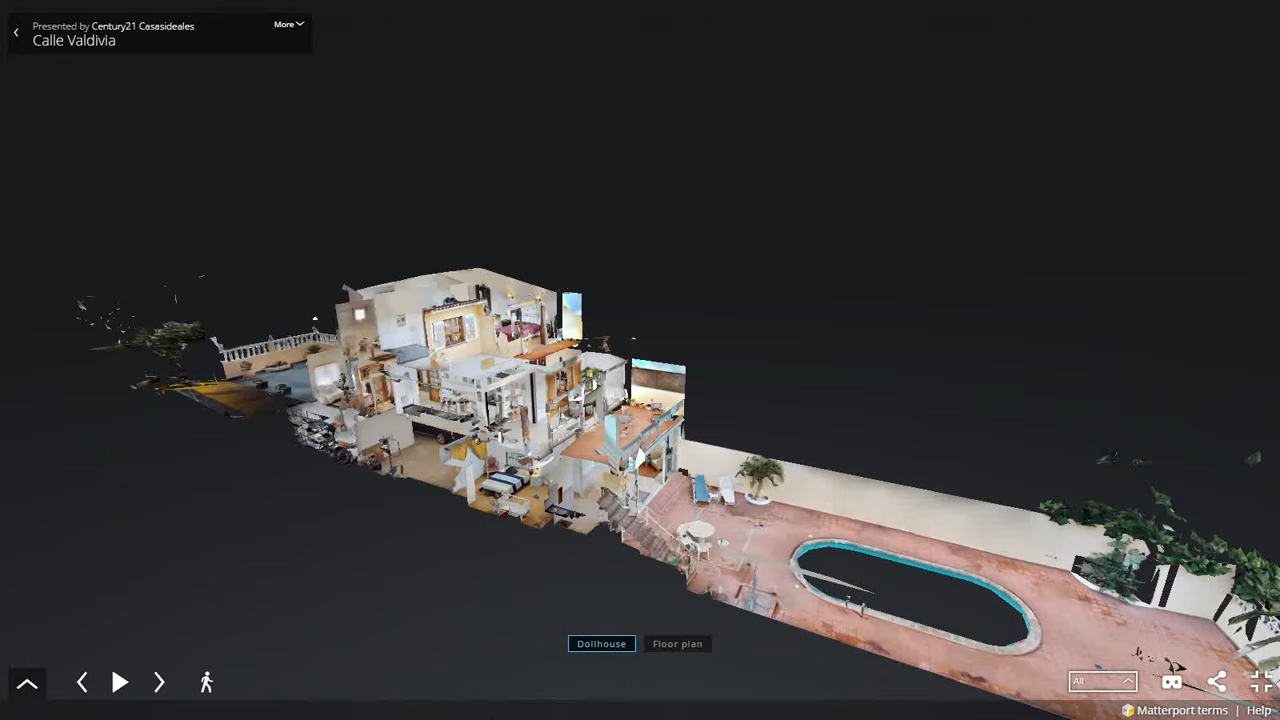 Presented by Century21 Casasideales
More
Calle Valdivia
Dollhouse
Floor plan
All
Matterport terms | Help